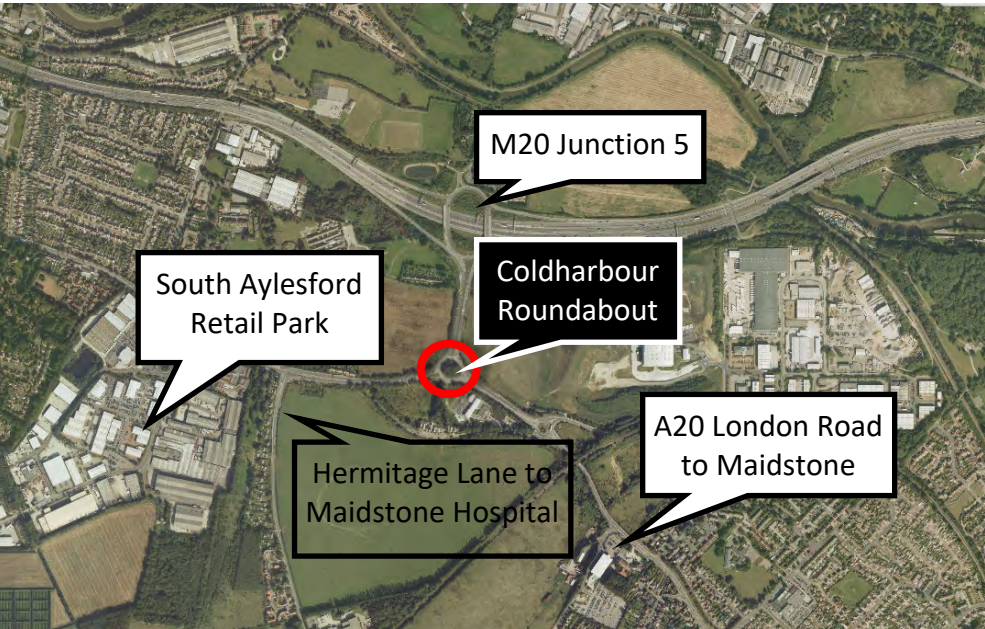 M20 Junction 5
Coldharbour
Roundabout
South Aylesford
Retail Park
A20 London Road
to Maidstone
Hermitage Lane to
Maidstone Hospital